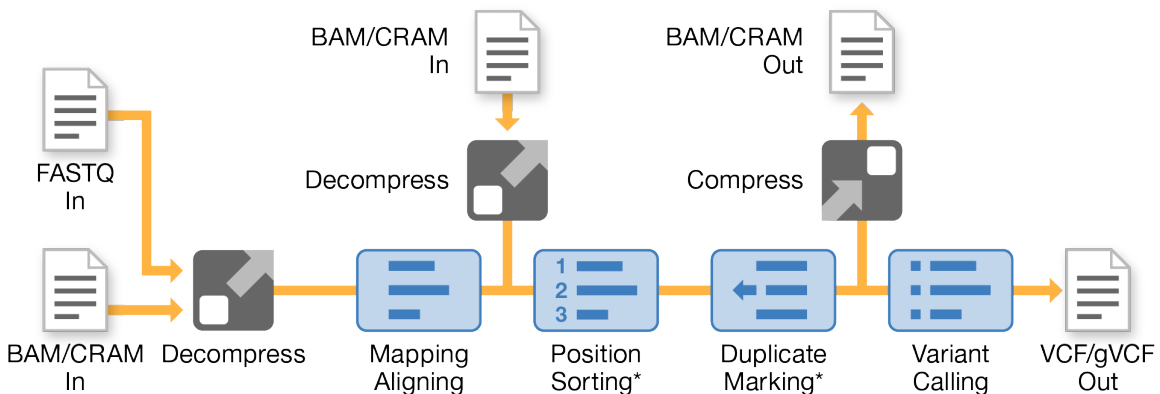 BAM/CRAM
In
BAM/CRAM
Out
FASTQ
In
Decompress
Compress
1
2
3
BAM/CRAM
In
Decompress
Mapping
Aligning
Position
Sorting*
Duplicate
Marking*
Variant
Calling
VCF/gVCF
Out